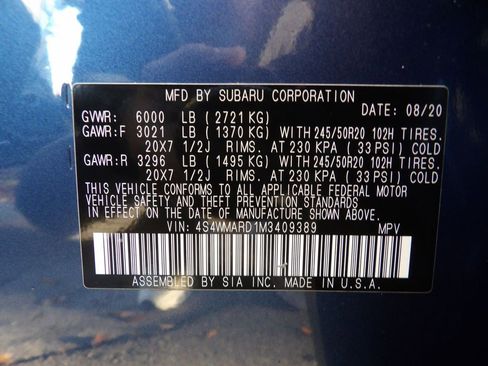 MFD BY SUBARU CORPORATION
DATE: 08/20
GVWR: 6000 LB (2721 KG)
GAWR:F 3021 LB (1370 KG) WITH 245/50R20 102H TIRES.
20 X 7 1/2J RIMS. AT 230 KPA (33 PSI) COLD
GAWR:R 3296 LB (1495 KG) WITH 245/50R20 102H TIRES.
20 X 7 1/2J RIMS. AT 230 KPA (33 PSI) COLD
THIS VEHICLE CONFORMS TO ALL APPLICABLE FEDERAL MOTOR
VEHICLE SAFETY AND THEFT PREVENTION STANDARDS
IN EFFECT ON THE DATE OF MANUFACTURE SHOWN ABOVE.
VIN: 4S4WMARD1M3409389 MPV
ASSEMBLED BY SIA INC. MADE IN U.S.A.